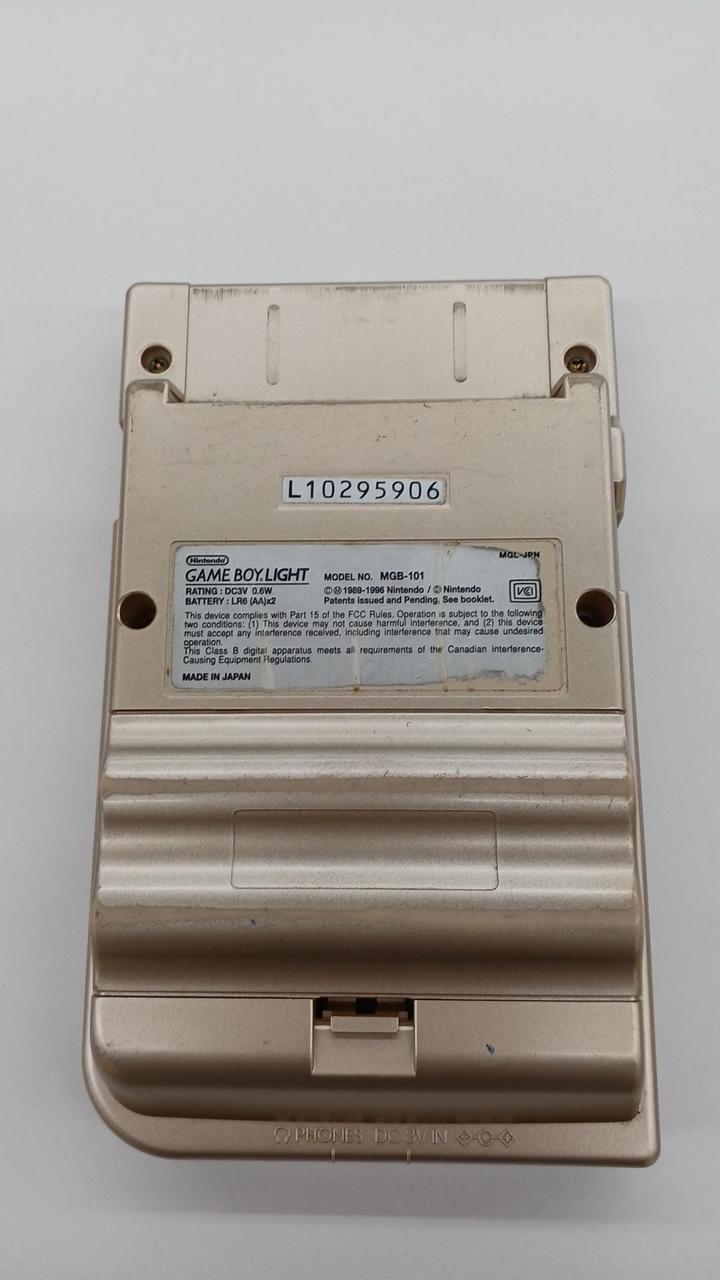 L10295906
Nintendo
MGL-JPN
GAME BOY LIGHT MODEL NO. MGB-101
RATING : DC3V 0.6W ©Ⓜ 1989-1996 Nintendo / Ⓟ Nintendo
BATTERY : LR6 (AA)x2 Patents issued and Pending. See booklet.
VCI
This device complies with Part 15 of the FCC Rules. Operation is subject to the following
two conditions: (1) This device may not cause harmful interference, and (2) this device
must accept any interference received, including interference that may cause undesired
operation.
This Class B digital apparatus meets all requirements of the Canadian Interference-
Causing Equipment Regulations.
MADE IN JAPAN
PHONES DC 3V IN